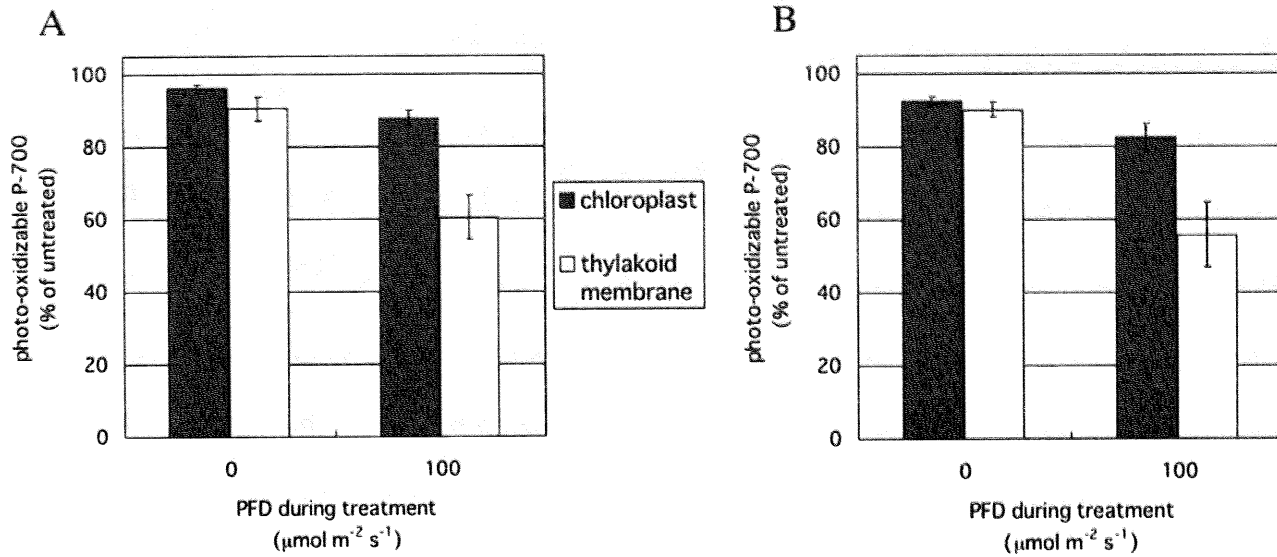 A
photo-oxidizable P-700
(% of untreated)
100
80
60
40
20
0
0
100
PFD during treatment
(μmol m⁻² s⁻¹)
chloroplast
thylakoid
membrane
B
photo-oxidizable P-700
(% of untreated)
100
80
60
40
20
0
0
100
PFD during treatment
(μmol m⁻² s⁻¹)